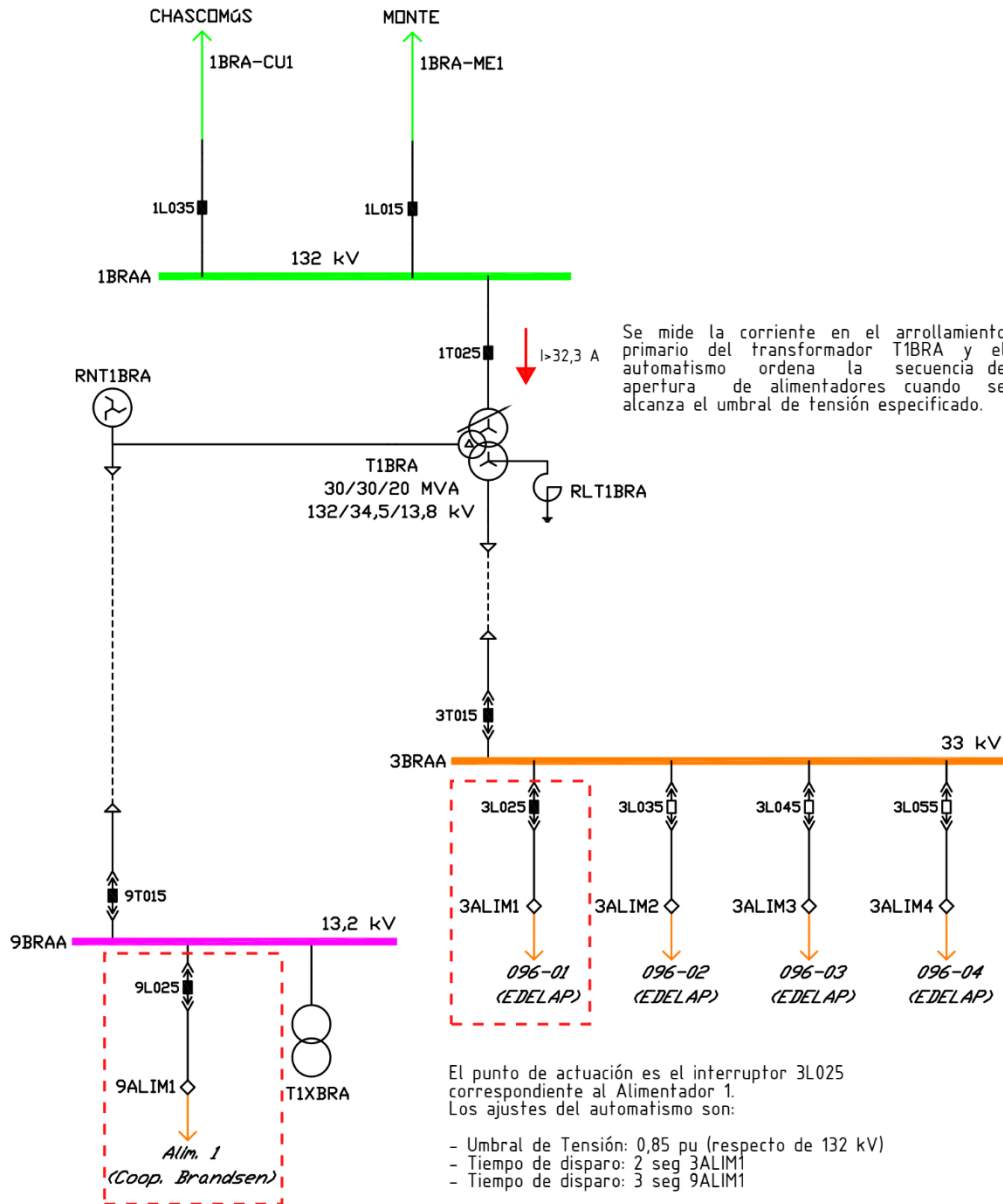 CHASCOMúS
MONTE
1BRA-CU1
1BRA-ME1
1L035
1L015
132 kV
1BRAA
1T025
I>32,3 A
Se mide la corriente en el arrollamiento
primario del transformador T1BRA y el
automatismo ordena la secuencia de
apertura de alimentadores cuando se
alcanza el umbral de tensión especificado.
RNT1BRA
T1BRA
30/30/20 MVA
132/34,5/13,8 kV
RLT1BRA
3T015
33 kV
3BRAA
3L025
3L035
3L045
3L055
9T015
3ALIM1
3ALIM2
3ALIM3
3ALIM4
13,2 kV
9BRAA
096-01
(EDELAP)
096-02
(EDELAP)
096-03
(EDELAP)
096-04
(EDELAP)
9L025
9ALIM1
T1XBRA
Alim. 1
(Coop. Brandsen)
El punto de actuación es el interruptor 3L025
correspondiente al Alimentador 1.
Los ajustes del automatismo son:
- Umbral de Tensión: 0,85 pu (respecto de 132 kV)
- Tiempo de disparo: 2 seg 3ALIM1
- Tiempo de disparo: 3 seg 9ALIM1